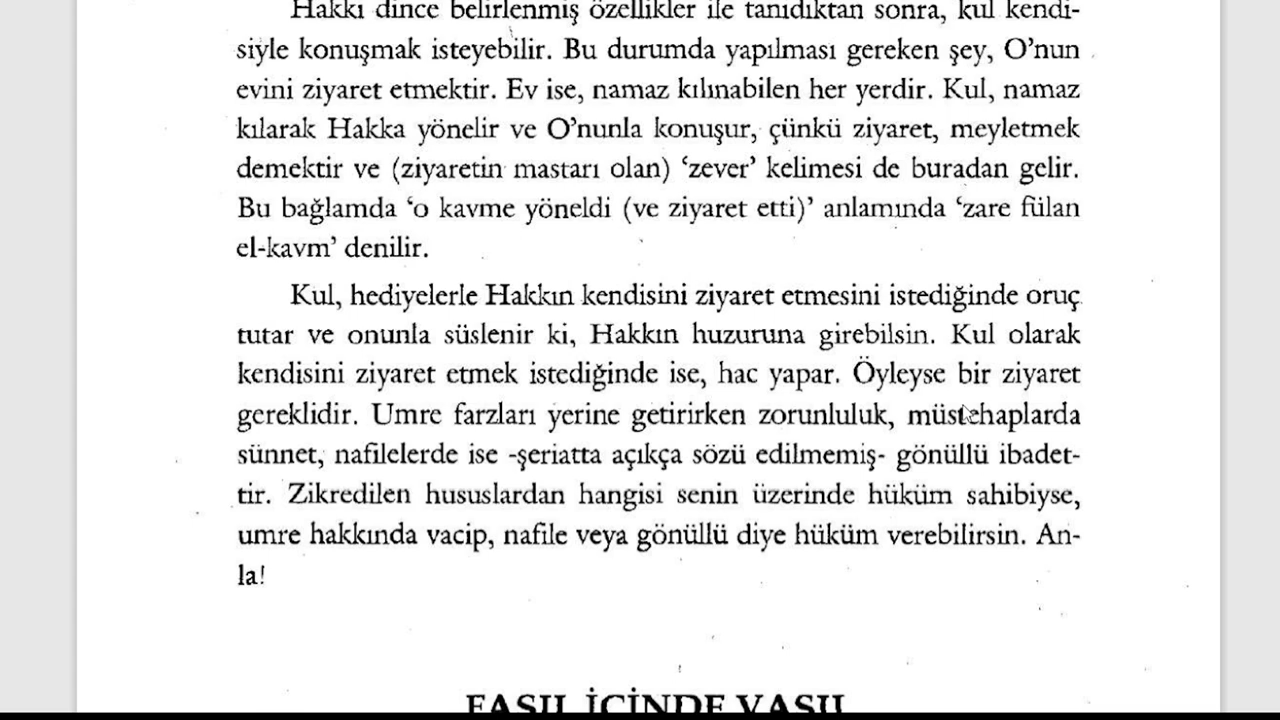 Hakkı dince belirlenmiş özellikler ile tanıdıktan sonra, kul kendi-
siyle konuşmak isteyebilir. Bu durumda yapılması gereken şey, O’nun
evini ziyaret etmektir. Ev ise, namaz kılınabilen her yerdir. Kul, namaz
kılarak Hakka yönelir ve O’nunla konuşur, çünkü ziyaret, meyletmek
demektir ve (ziyaretin mastarı olan) ‘zever’ kelimesi de buradan gelir.
Bu bağlamda ‘o kavme yöneldi (ve ziyaret etti)’ anlamında ‘zare fülan
el-kavm’ denilir.
Kul, hediyelerle Hakkın kendisini ziyaret etmesini istediğinde oruç
tutar ve onunla süslenir ki, Hakkın huzuruna girebilsin. Kul olarak
kendisini ziyaret etmek istediğinde ise, hac yapar. Öyleyse bir ziyaret
gereklidir. Umre farzları yerine getirirken zorunluluk, müstehaplarda
sünnet, nafilelerde ise -şeriatta açıkça sözü edilmemiş- gönüllü ibadet-
tir. Zikredilen hususlardan hangisi senin üzerinde hüküm sahibiyse,
umre hakkında vacip, nafile veya gönüllü diye hüküm verebilirsin. An-
la!
FASIL İÇİNDE VASIL